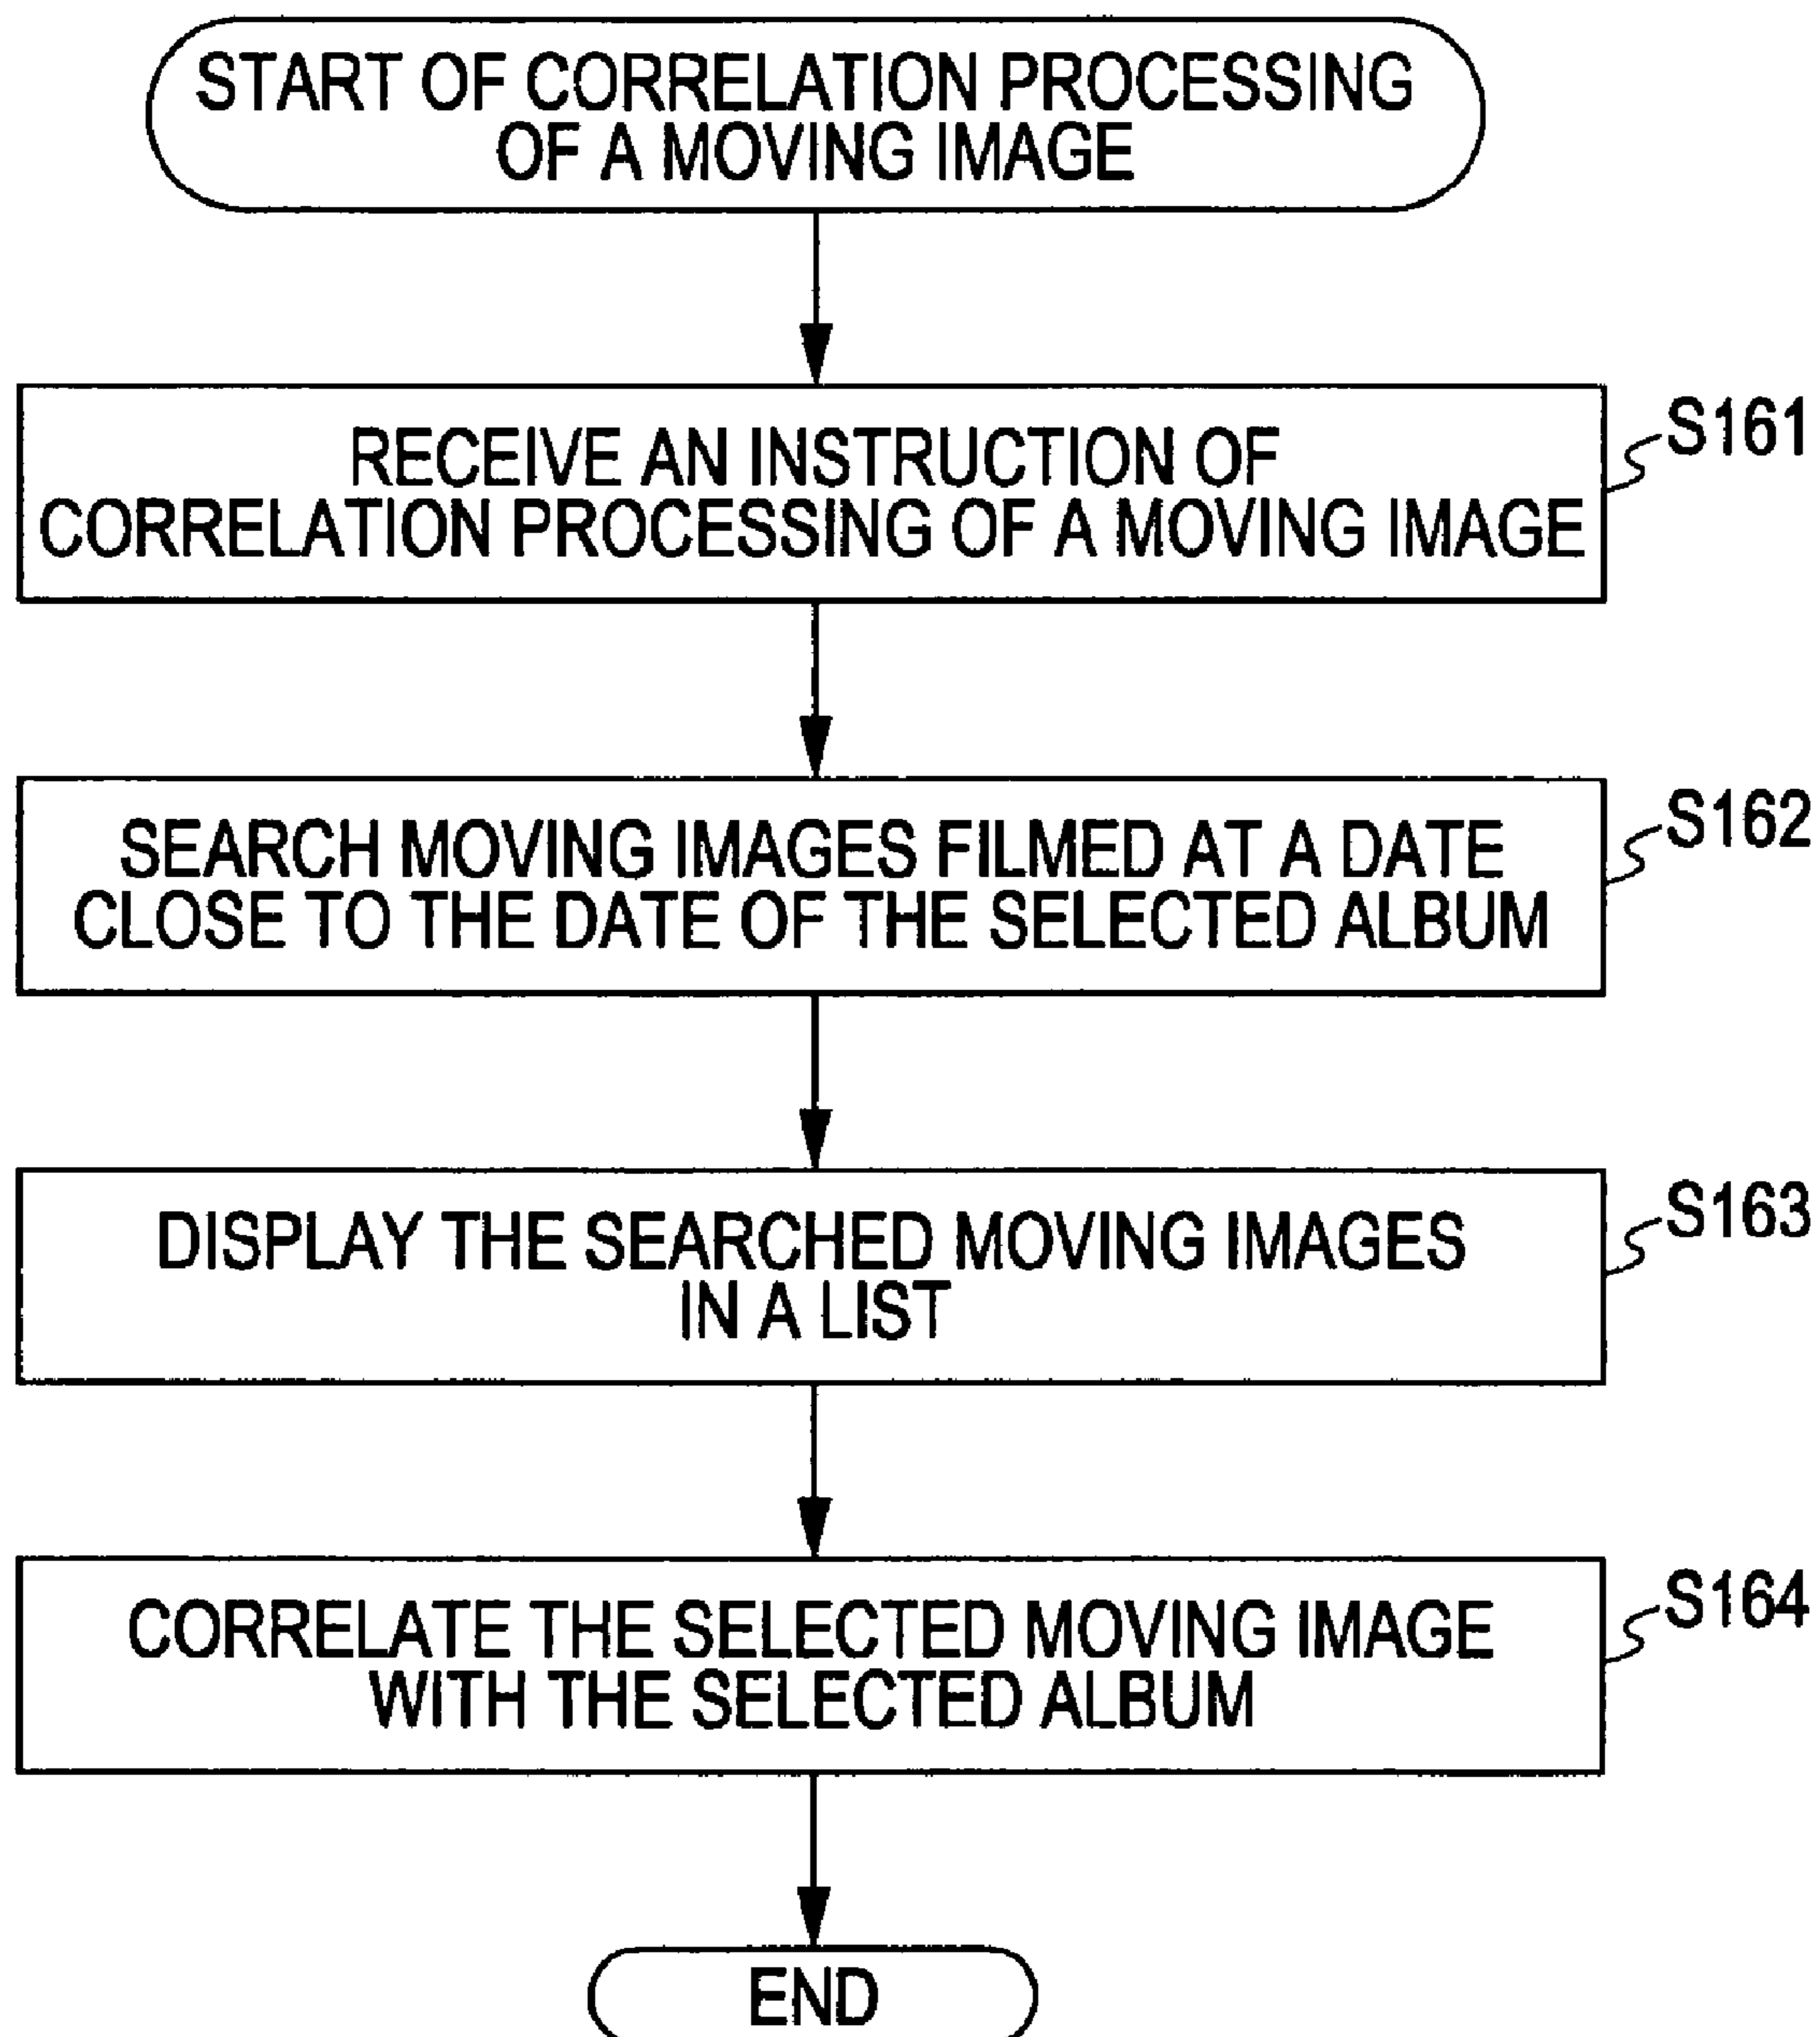 START OF CORRELATION PROCESSING
OF A MOVING IMAGE
RECEIVE AN INSTRUCTION OF
CORRELATION PROCESSING OF A MOVING IMAGE
S161
SEARCH MOVING IMAGES FILMED AT A DATE
CLOSE TO THE DATE OF THE SELECTED ALBUM
S162
DISPLAY THE SEARCHED MOVING IMAGES
IN A LIST
S163
CORRELATE THE SELECTED MOVING IMAGE
WITH THE SELECTED ALBUM
S164
END